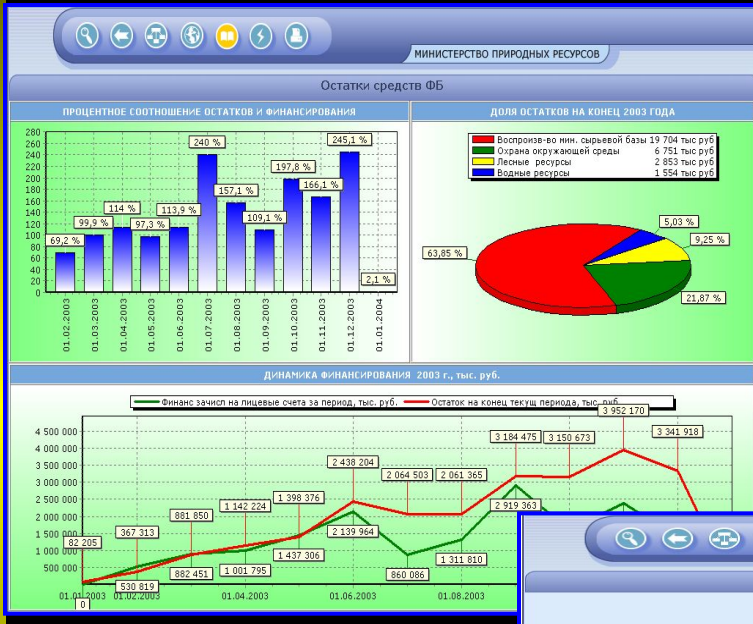 МИНИСТЕРСТВО ПРИРОДНЫХ РЕСУРСОВ
Остатки средств ФБ
ПРОЦЕНТНОЕ СООТНОШЕНИЕ ОСТАТКОВ И ФИНАНСИРОВАНИЯ
280
260
240
220
200
180
160
140
120
100
80
60
40
20
0
69,2 %
99,9 %
114 %
97,3 %
113,9 %
240 %
157,1 %
109,1 %
197,8 %
166,1 %
245,1 %
2,1 %
01.02.2003
01.03.2003
01.04.2003
01.05.2003
01.06.2003
01.07.2003
01.08.2003
01.09.2003
01.10.2003
01.11.2003
01.12.2003
01.01.2004
ДОЛЯ ОСТАТКОВ НА КОНЕЦ 2003 ГОДА
Воспроизв-во мин. сырьевой базы 19 704 тыс руб
Охрана окружающей среды 6 751 тыс руб
Лесные ресурсы 2 853 тыс руб
Водные ресурсы 1 554 тыс руб
5,03 %
9,25 %
63,85 %
21,87 %
ДИНАМИКА ФИНАНСИРОВАНИЯ 2003 г., тыс. руб.
Финанс зачисл на лицевые счета за период, тыс. руб. Остаток на конец текущ периода, тыс. руб.
4 500 000
4 000 000
3 500 000
3 000 000
2 500 000
2 000 000
1 500 000
1 000 000
500 000
82 205
367 313
881 850
1 142 224
1 398 376
2 438 204
2 064 503
2 061 365
3 184 475
3 150 673
3 952 170
3 341 918
0
530 819
882 451
1 001 795
1 437 306
2 139 964
860 086
1 311 810
2 919 363
01.01.2003
01.02.2003
01.04.2003
01.06.2003
01.08.2003